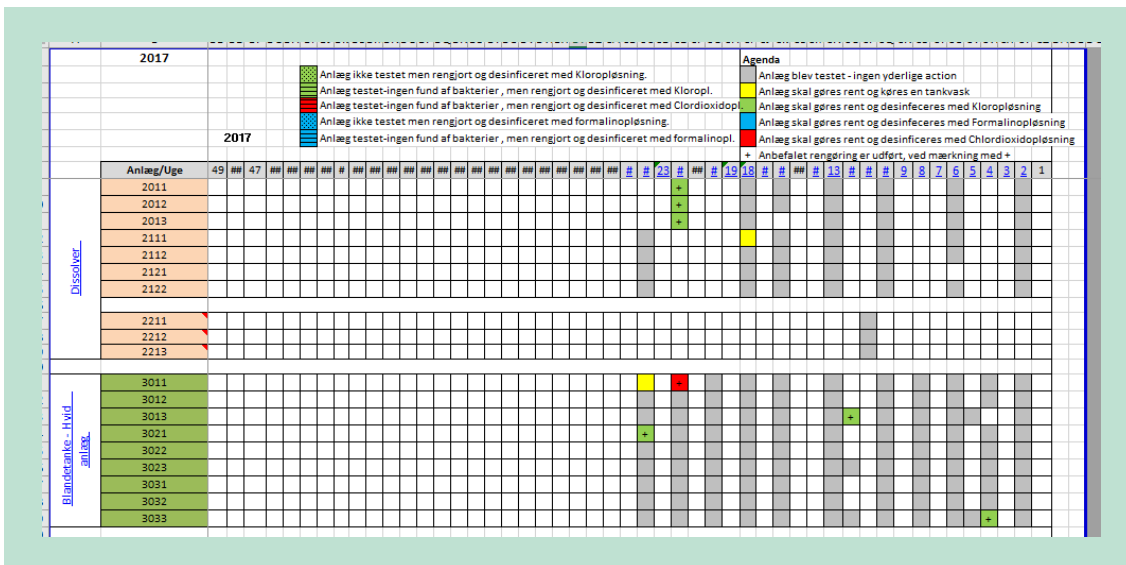 2017
Agenda
Anlæg ikke testet men rengjort og desinficeret med Kloropløsning.
Anlæg blev testet - ingen yderlige action
Anlæg testet-ingen fund af bakterier , men rengjort og desinficeret med Kloropl.
Anlæg skal gøres rent og køres en tankvask
Anlæg testet-ingen fund af bakterier , men rengjort og desinficeret med Clordioxidopl.
Anlæg skal gøres rent og desinfeceres med Kloropløsning
Anlæg ikke testet men rengjort og desinficeret med formalinopløsning.
Anlæg skal gøres rent og desinfeceres med Formalinopløsning
2017
Anlæg testet-ingen fund af bakterier , men rengjort og desinficeret med formalinopl.
Anlæg skal gøres rent og desinficeres med Chlordioxidopløsning
+ Anbefalet rengøring er udført, ved mærkning med +
Anlæg/Uge 49 ## 47 ## ## ## ## # ## ## ## ## ## ## ## ## ## ## ## ## ## ## ## ## # # 23 # ## # 19 18 # # ## # 13 # # # 9 8 7 6 5 4 3 2 1
Dissolver
2011 +
2012 +
2013 +
2111
2112
2121
2122
2211
2212
2213
Blandetanke - Hvid
anlæg
3011 +
3012
3013 +
3021 +
3022
3023
3031
3032
3033 +